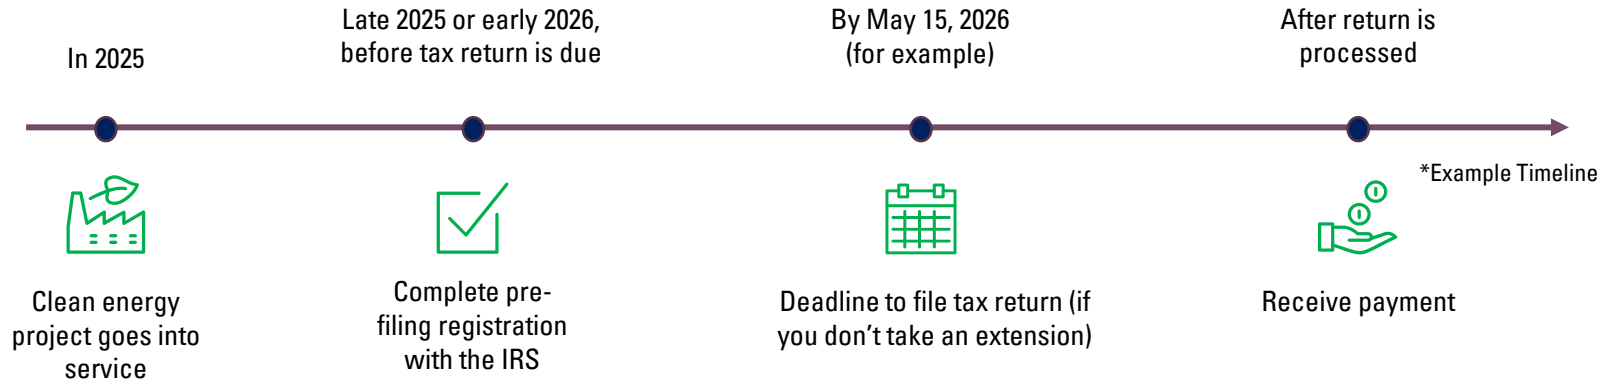 In 2025
Late 2025 or early 2026,
before tax return is due
By May 15, 2026
(for example)
After return is
processed
*Example Timeline
Clean energy
project goes into
service
Complete pre-
filing registration
with the IRS
Deadline to file tax return (if
you don’t take an extension)
Receive payment